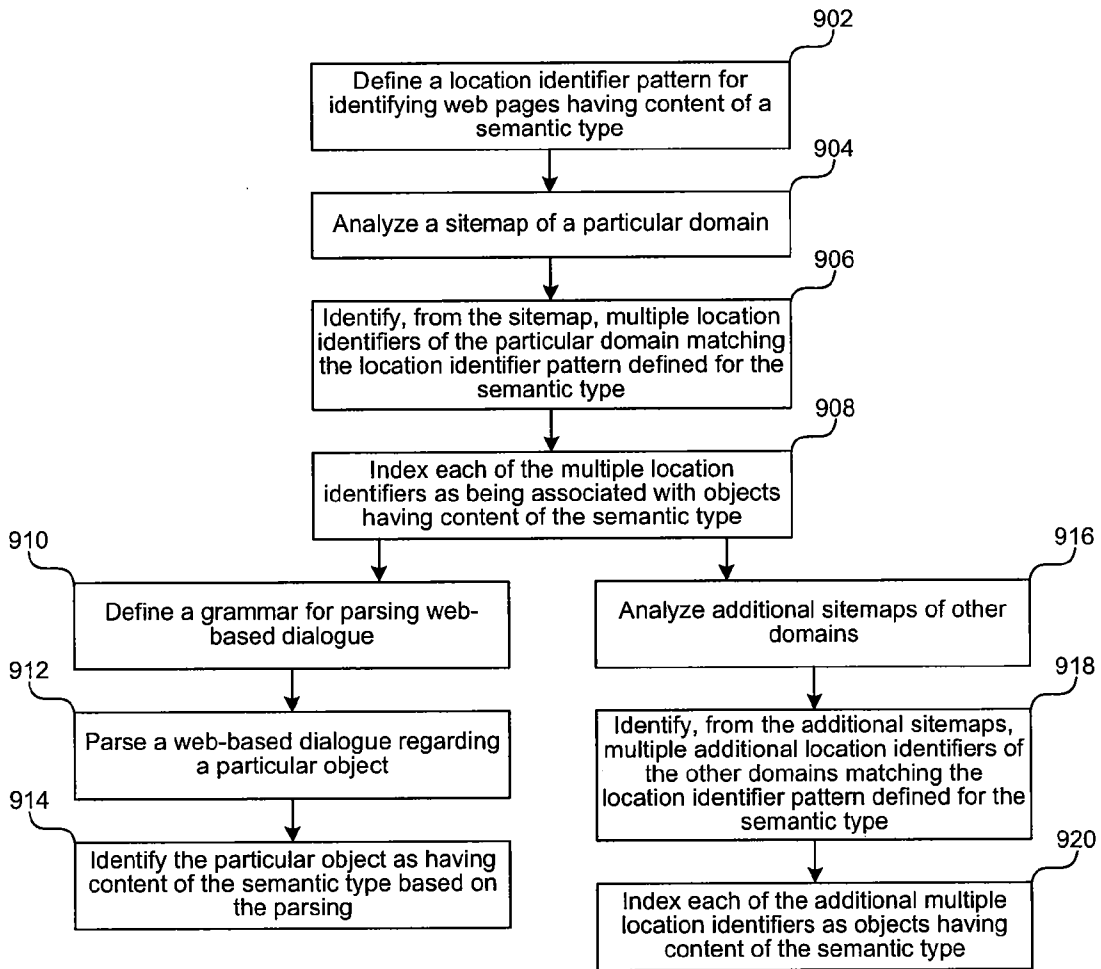 902
Define a location identifier pattern for
identifying web pages having content of a
semantic type
904
Analyze a sitemap of a particular domain
906
Identify, from the sitemap, multiple location
identifiers of the particular domain matching
the location identifier pattern defined for the
semantic type
908
Index each of the multiple location
identifiers as being associated with objects
having content of the semantic type
910
Define a grammar for parsing web-
based dialogue
912
Parse a web-based dialogue regarding
a particular object
914
Identify the particular object as having
content of the semantic type based on
the parsing
916
Analyze additional sitemaps of other
domains
918
Identify, from the additional sitemaps,
multiple additional location identifiers of
the other domains matching the
location identifier pattern defined for the
semantic type
920
Index each of the additional multiple
location identifiers as objects having
content of the semantic type